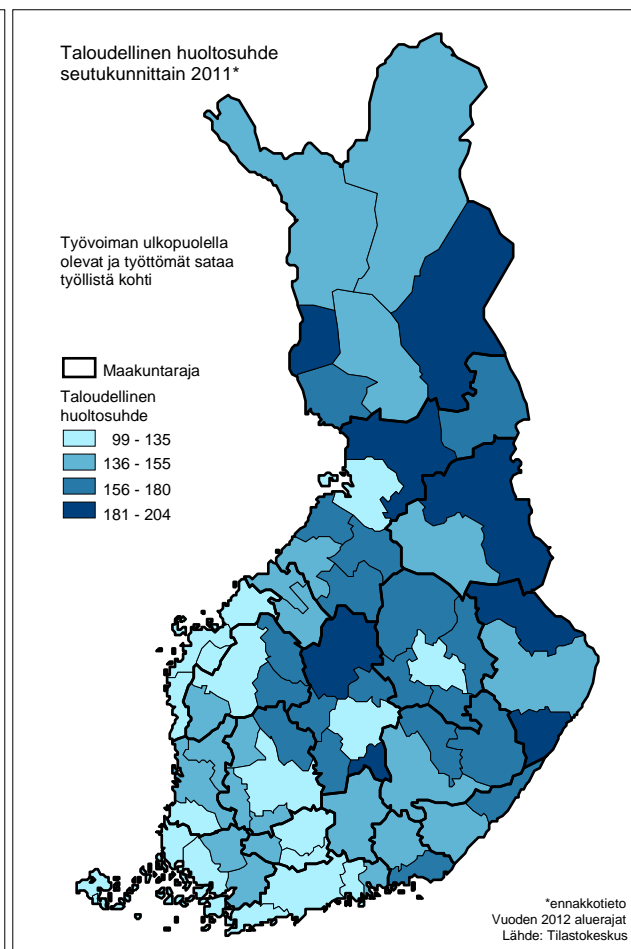 Taloudellinen huoltosuhde
seutukunnittain 2011*
Työvoiman ulkopuolella
olevat ja työttömät sataa
työllistä kohti
Maakuntaraja
Taloudellinen
huoltosuhde
99 - 135
136 - 155
156 - 180
181 - 204
*ennakkotieto
Vuoden 2012 aluerajat
Lähde: Tilastokeskus